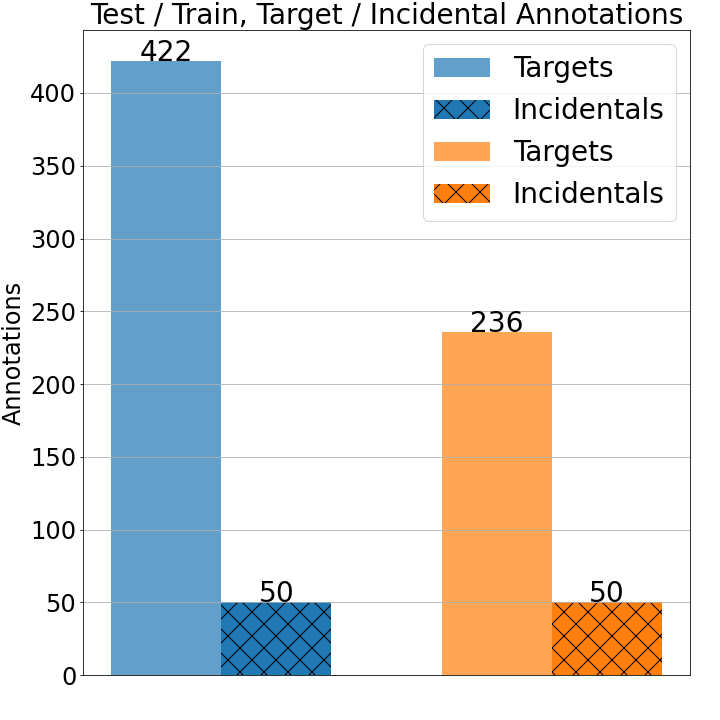 Test / Train, Target / Incidental Annotations
422
Targets
Incidentals
Targets
Incidentals
236
50
50
Annotations
400
350
300
250
200
150
100
50
0